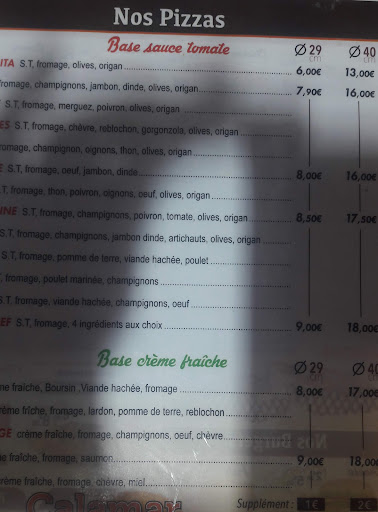 Nos Pizzas
Base sauce tomate Ø 29 cm Ø 40 cm
ITA S.T, fromage, olives, origan 6,00€ 13,00€
fromage, champignons, jambon, dinde, olives, origan 7,90€ 16,00€
S.T, fromage, merguez, poivron, olives, origan
ES S.T, fromage, chèvre, reblochon, gorgonzola, olives, origan
fromage, champignon, oignons, thon, olives, origan
E S.T, fromage, oeuf, jambon, dinde 8,00€ 16,00€
S.T, fromage, thon, poivron, oignons, oeuf, olives, origan
INE S.T, fromage, champignons, poivron, tomate, olives, origan 8,50€ 17,50€
S.T, fromage, champignons, jambon dinde, artichauts, olives, origan
S.T, fromage, pomme de terre, viande hachée, poulet
fromage, poulet marinée, champignons
S.T, fromage, viande hachée, champignons, oeuf
EF S.T, fromage, 4 ingrédients aux choix 9,00€ 18,00€
Base crème fraîche Ø 29 Ø 40
me fraîche, Boursin ,Viande hachée, fromage 8,00€ 17,00€
crème frîche, fromage, lardon, pomme de terre, reblochon
GE crème fraîche, fromage, champignons, oeuf, chèvre
me fraîche, fromage, saumon 9,00€ 18,00
crème fraîche, fromage, chèvre, miel
Calamar Supplément : 1€ 2€